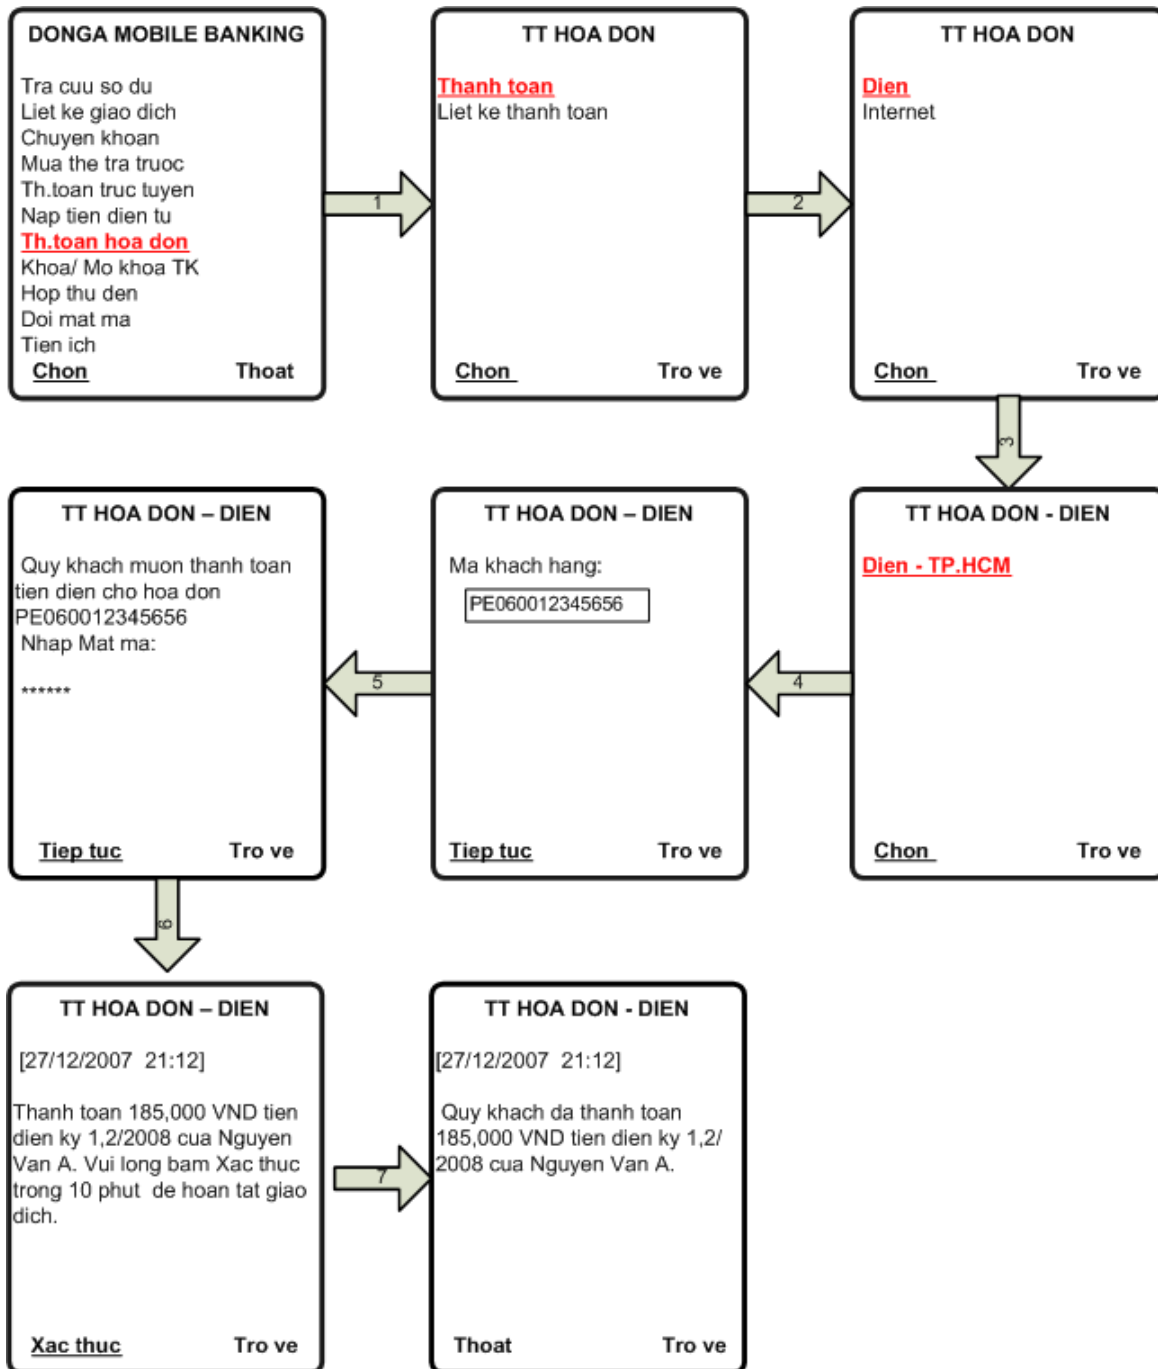 DONGA MOBILE BANKING
Tra cuu so du
Liet ke giao dich
Chuyen khoan
Mua the tra truoc
Th.toan truc tuyen
Nap tien dien tu
Th.toan hoa don
Khoa/ Mo khoa TK
Hop thu den
Doi mat ma
Tien ich
Chon Thoat
1
TT HOA DON
Thanh toan
Liet ke thanh toan
Chon Tro ve
2
TT HOA DON
Dien
Internet
Chon Tro ve
3
TT HOA DON - DIEN
Dien - TP.HCM
Chon Tro ve
4
TT HOA DON – DIEN
Ma khach hang:
PE060012345656
Tiep tuc Tro ve
5
TT HOA DON – DIEN
Quy khach muon thanh toan
tien dien cho hoa don
PE060012345656
Nhap Mat ma:
******
Tiep tuc Tro ve
6
TT HOA DON – DIEN
[27/12/2007 21:12]
Thanh toan 185,000 VND tien
dien ky 1,2/2008 cua Nguyen
Van A. Vui long bam Xac thuc
trong 10 phut de hoan tat giao
dich.
Xac thuc Tro ve
7
TT HOA DON - DIEN
[27/12/2007 21:12]
Quy khach da thanh toan
185,000 VND tien dien ky 1,2/
2008 cua Nguyen Van A.
Thoat Tro ve